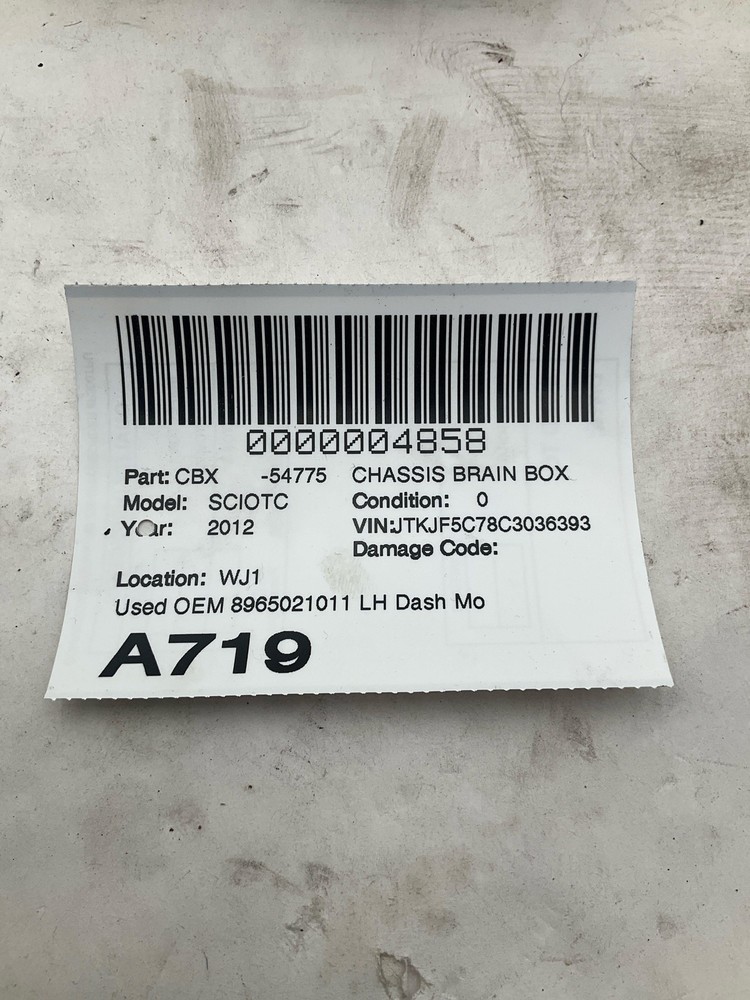 0000004858
Part: CBX -54775 CHASSIS BRAIN BOX
Model: SCIOTC Condition: 0
Year: 2012 VIN:JTKJF5C78C3036393
Damage Code:
Location: WJ1
Used OEM 8965021011 LH Dash Mo
A719